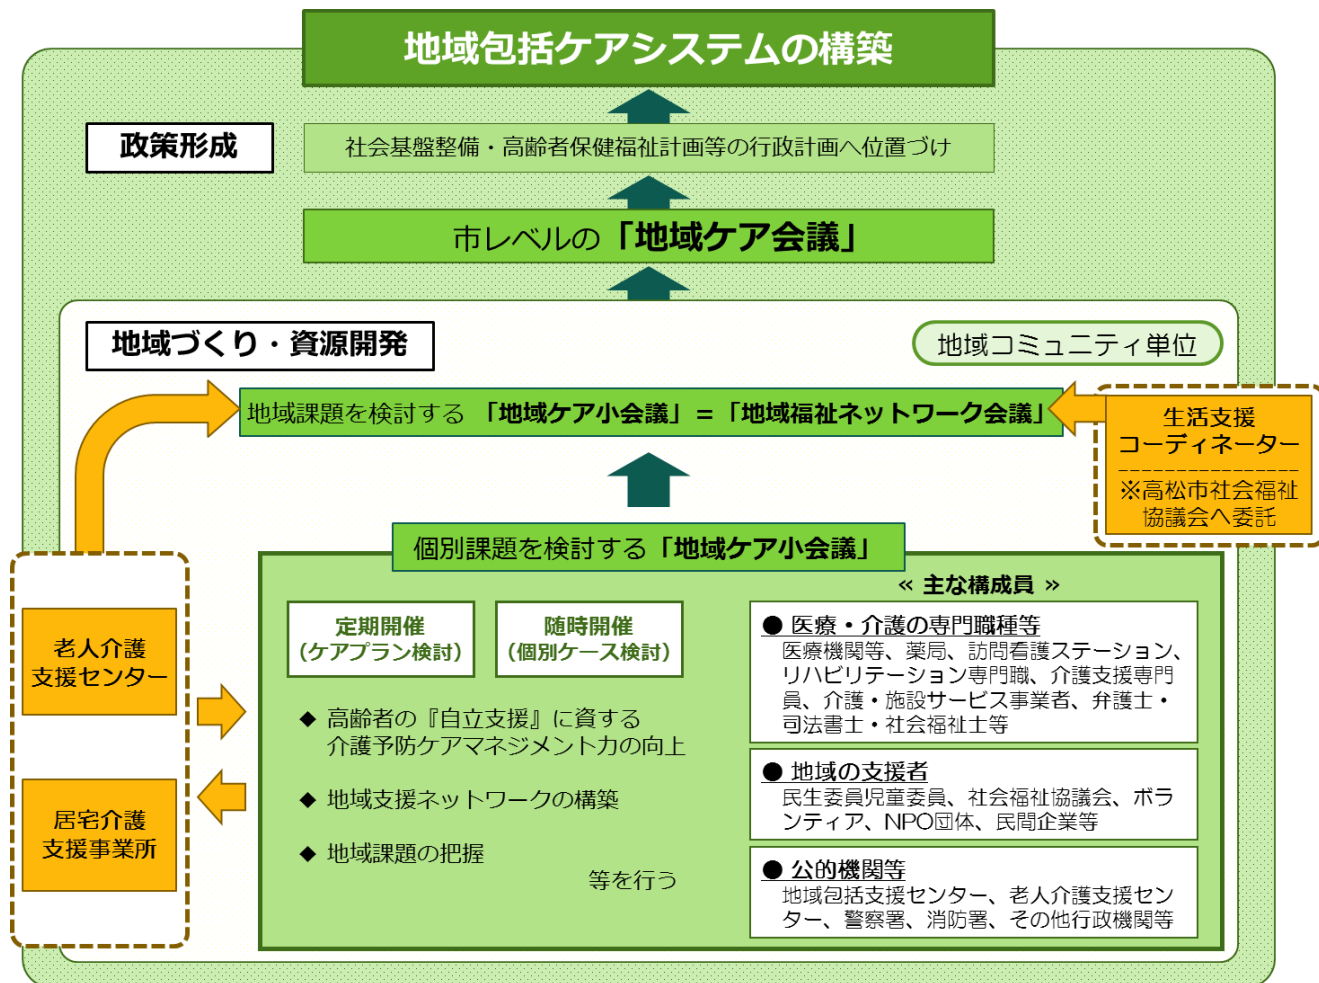 地域包括ケアシステムの構築
政策形成
社会基盤整備・高齢者保健福祉計画等の行政計画へ位置づけ
市レベルの「地域ケア会議」
地域づくり・資源開発
地域コミュニティ単位
地域課題を検討する 「地域ケア小会議」=「地域福祉ネットワーク会議」
生活支援
コーディネーター
----------------
※高松市社会福祉
協議会へ委託
個別課題を検討する「地域ケア小会議」
老人介護
支援センター
居宅介護
支援事業所
定期開催
(ケアプラン検討)
随時開催
(個別ケース検討)
◆ 高齢者の『自立支援』に資する
介護予防ケアマネジメント力の向上
◆ 地域支援ネットワークの構築
◆ 地域課題の把握
等を行う
« 主な構成員 »
● 医療・介護の専門職種等
医療機関等、薬局、訪問看護ステーション、
リハビリテーション専門職、介護支援専門
員、介護・施設サービス事業者、弁護士・
司法書士・社会福祉士等
● 地域の支援者
民生委員児童委員、社会福祉協議会、ボラ
ンティア、NPO団体、民間企業等
● 公的機関等
地域包括支援センター、老人介護支援セン
ター、警察署、消防署、その他行政機関等